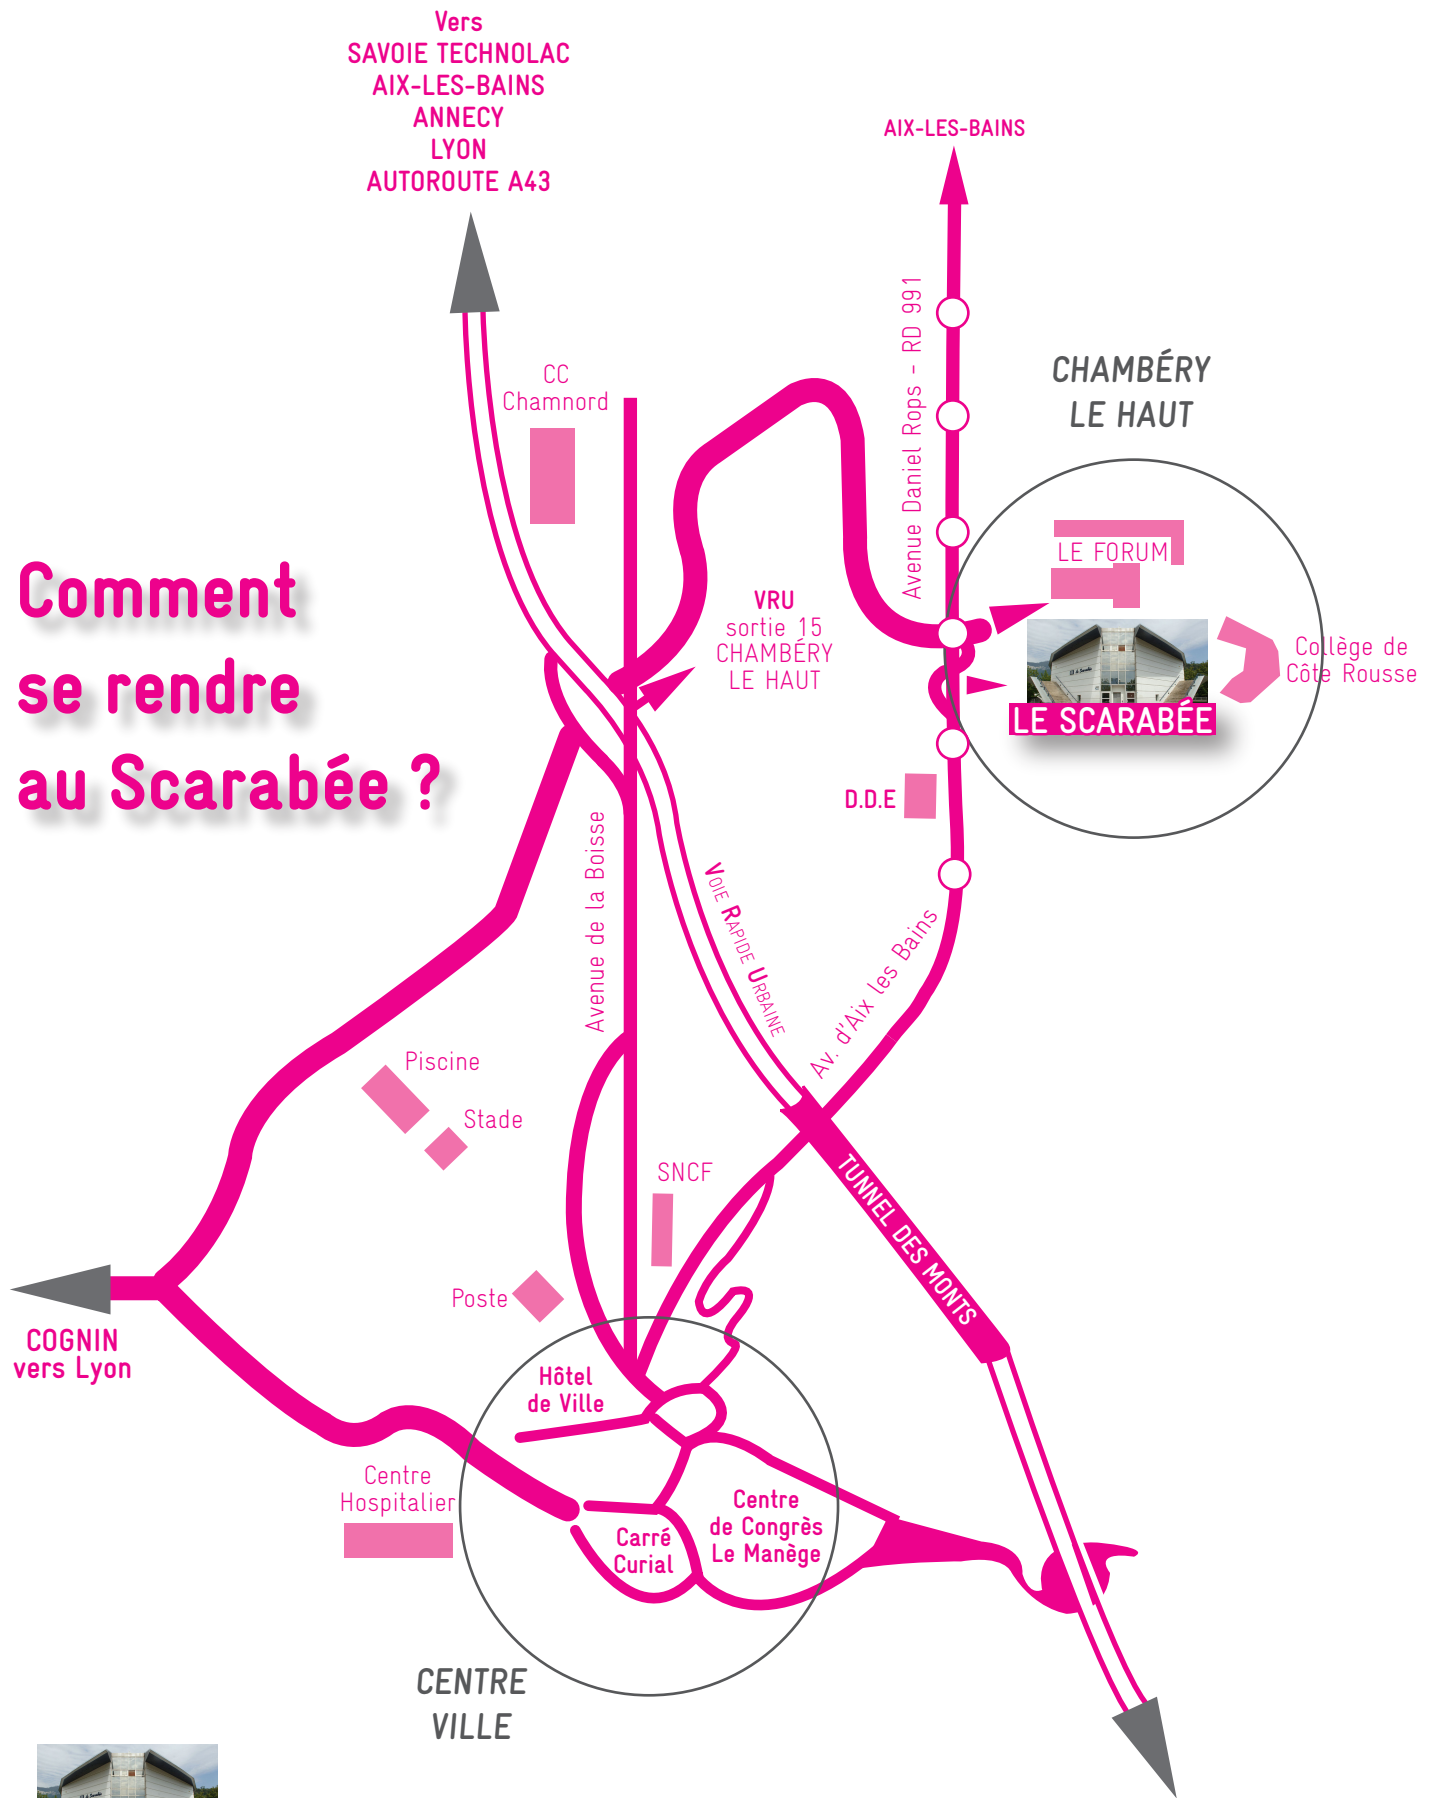 Vers
SAVOIE TECHNOLAC
AIX-LES-BAINS
ANNECY
LYON
AUTOROUTE A43
AIX-LES-BAINS
Avenue Daniel Rops - RD 991
CHAMBÉRY
LE HAUT
CC
Chamnord
LE FORUM
Comment
se rendre
au Scarabée ?
VRU
sortie 15
CHAMBÉRY
LE HAUT
Collège de
Côte Rousse
LE SCARABÉE
D.D.E
Avenue de la Boisse
VOIE RAPIDE URBAINE
Av. d'Aix les Bains
Piscine
Stade
SNCF
TUNNEL DES MONTS
Poste
COGNIN
vers Lyon
Hôtel
de Ville
Centre
Hospitalier
Centre
de Congrès
Le Manège
Carré
Curial
CENTRE
VILLE